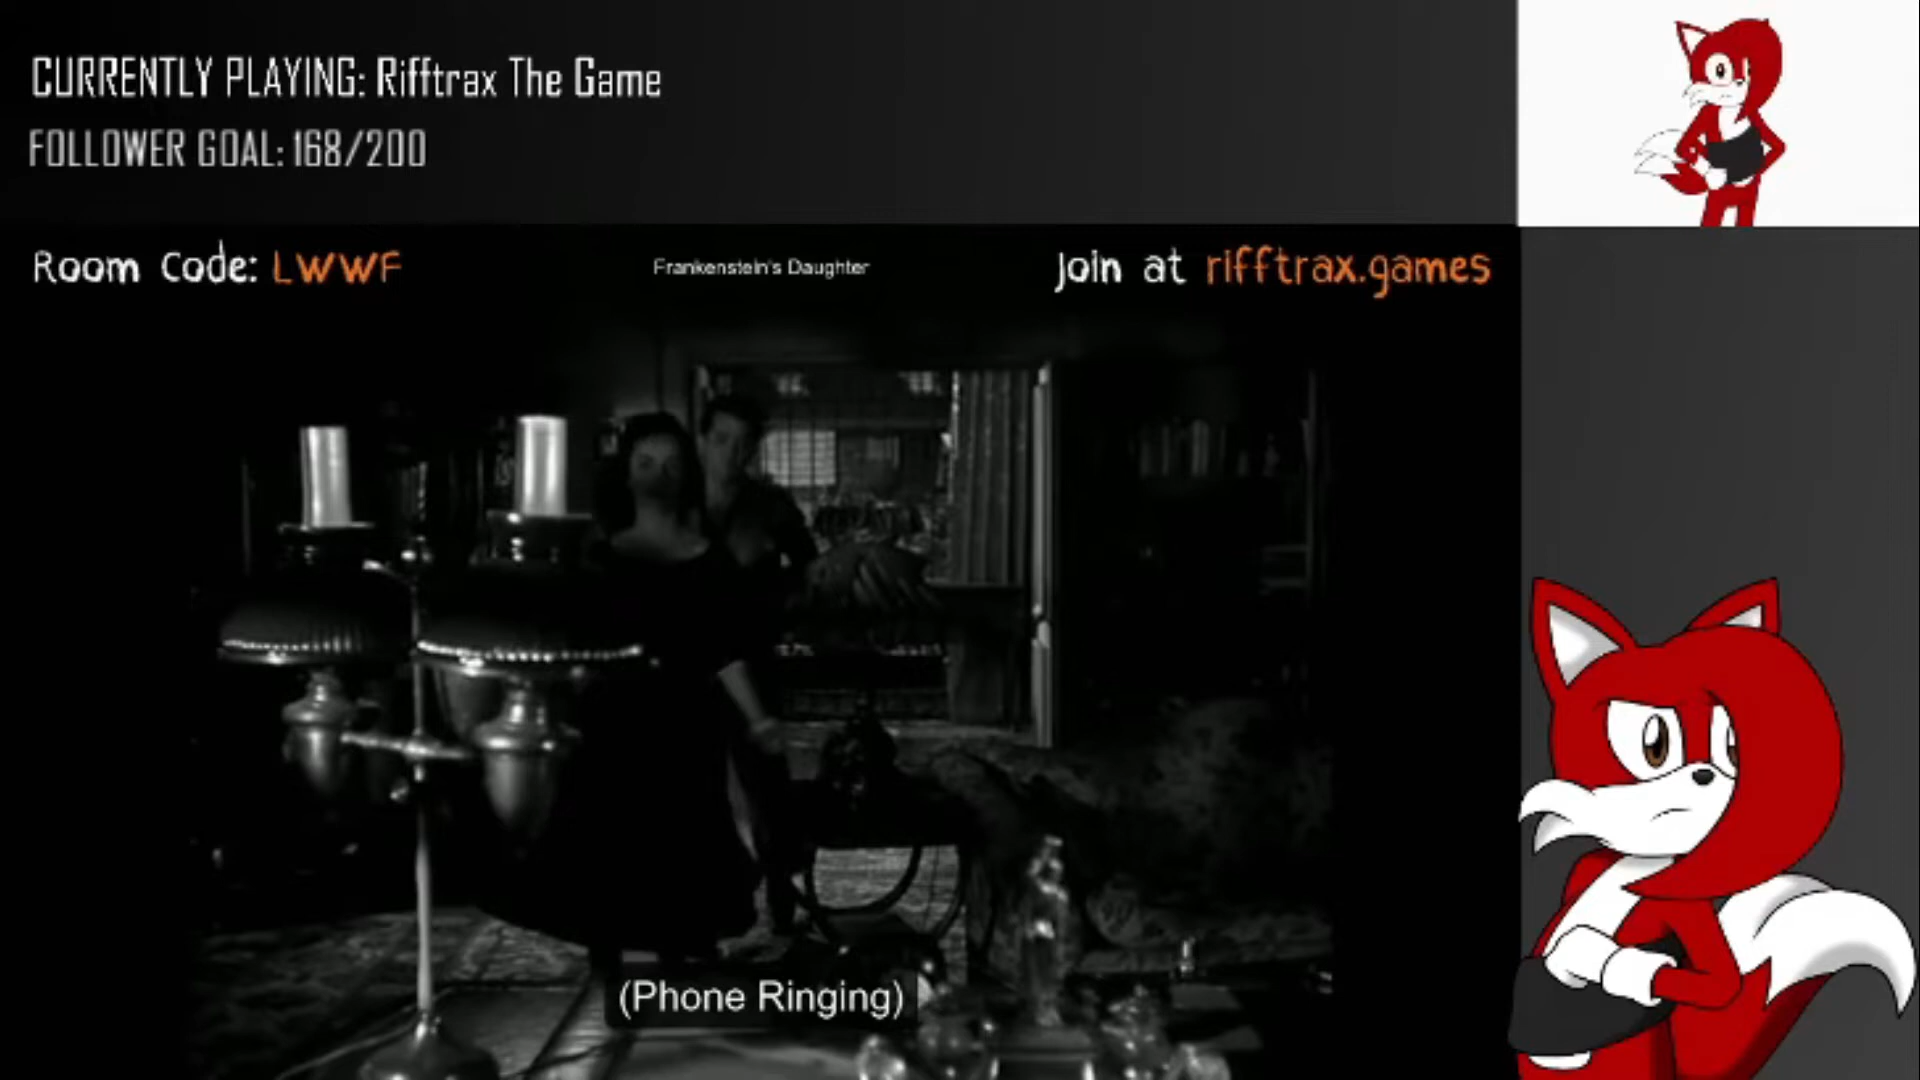 CURRENTLY PLAYING: Rifftrax The Game
FOLLOWER GOAL: 168/200
Room Code: LWWF
Frankenstein's Daughter
Join at rifftrax.games
(Phone Ringing)